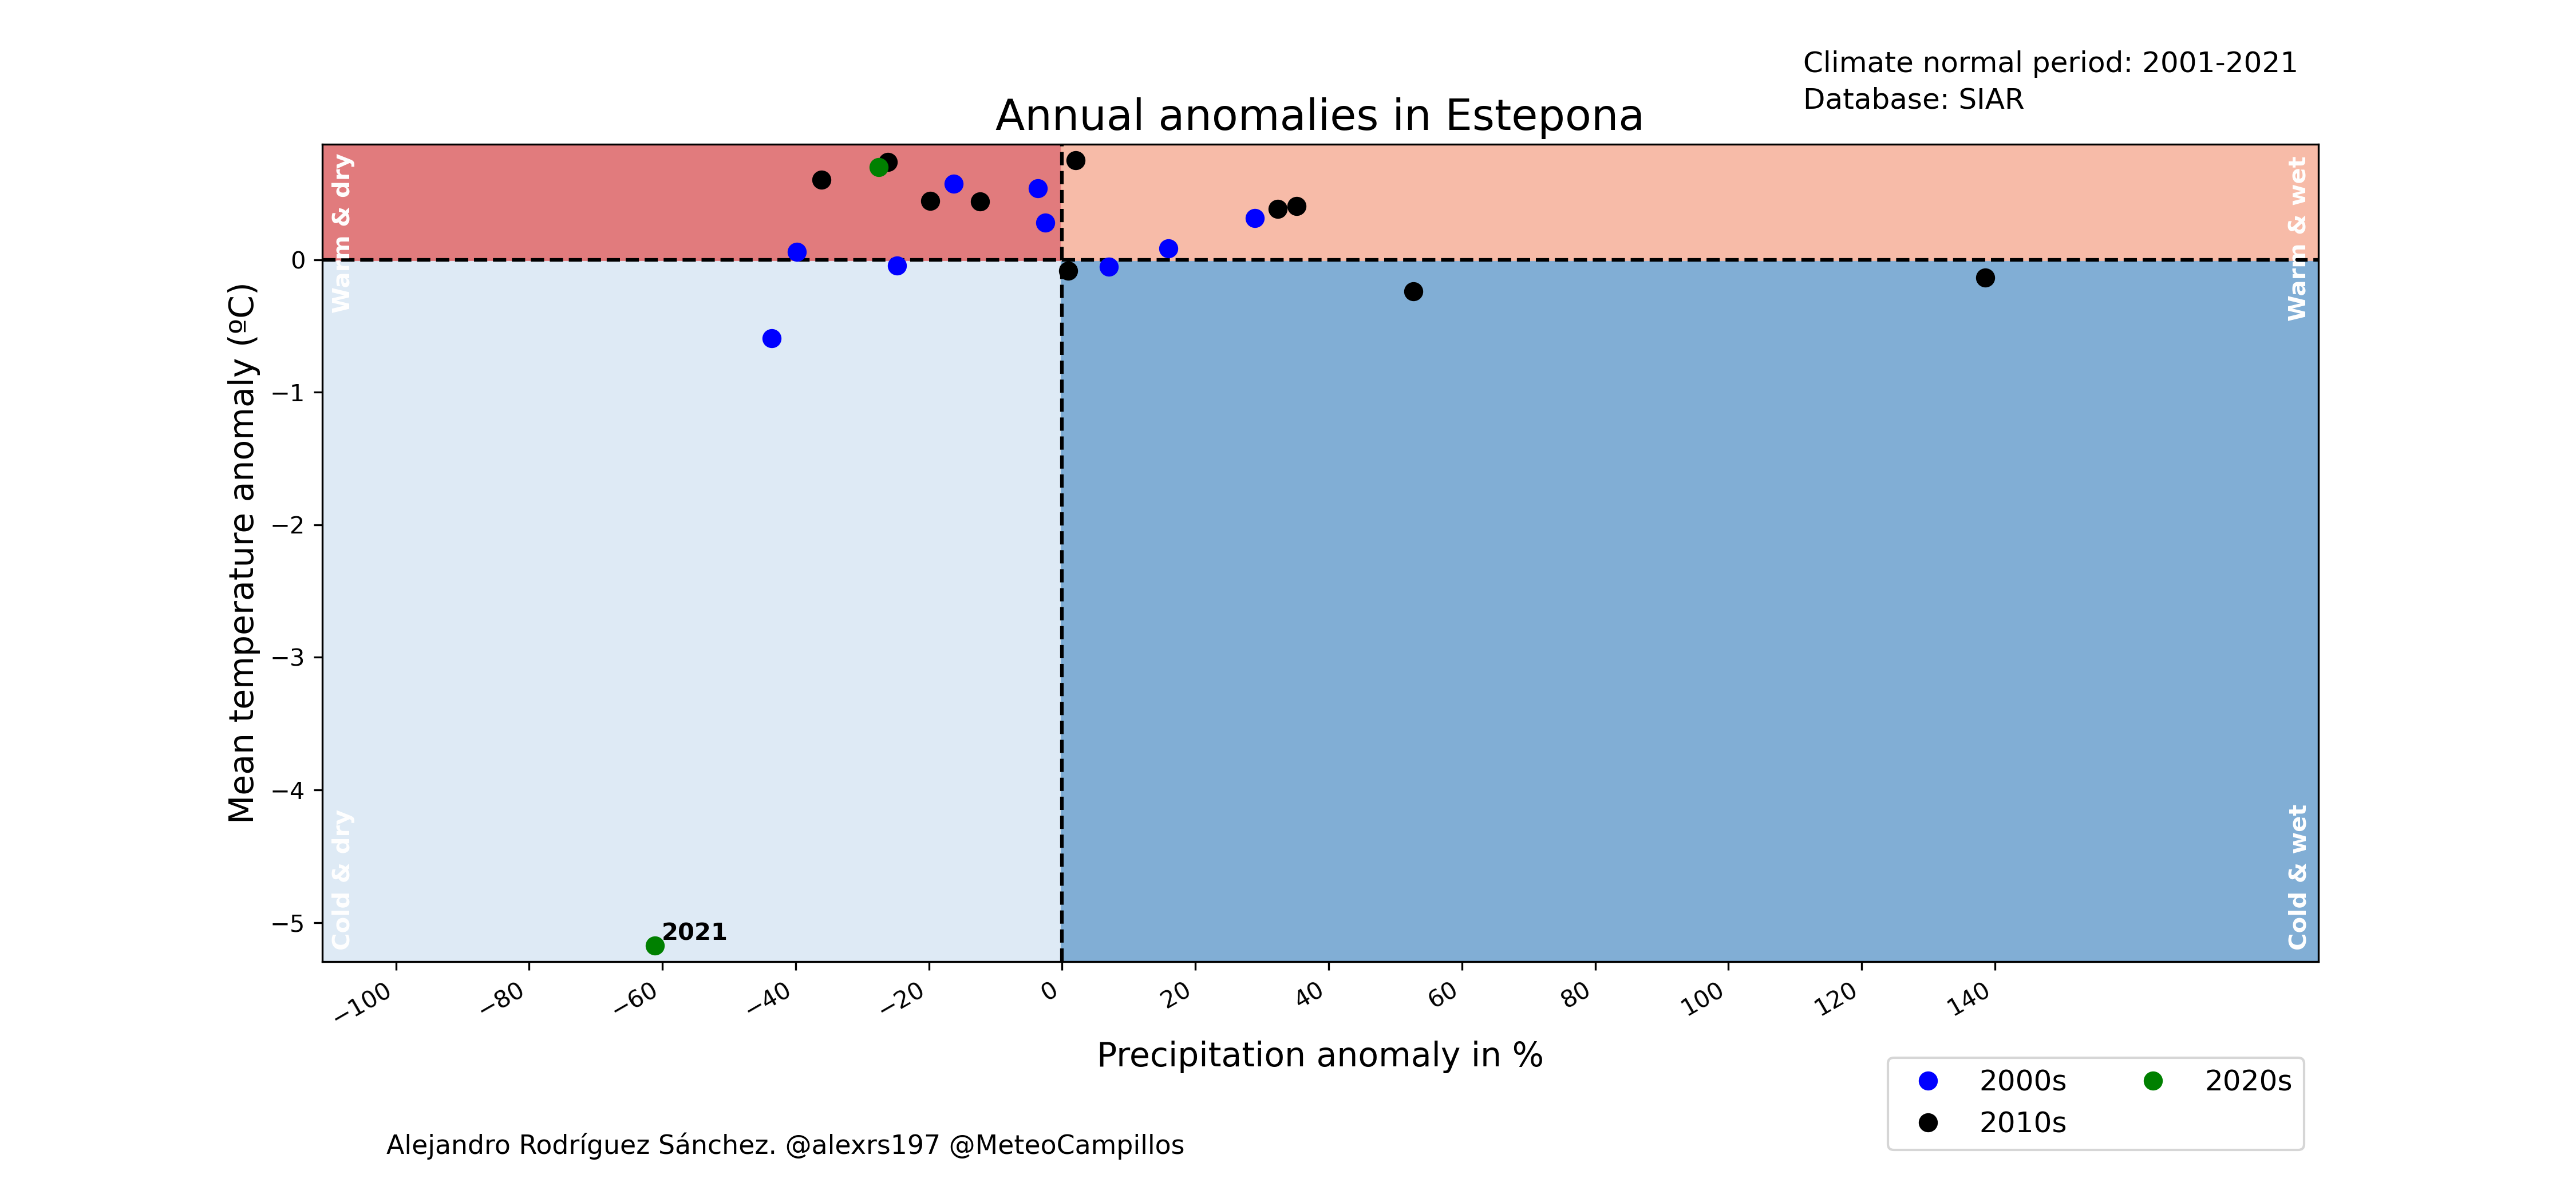 Climate normal period: 2001-2021
Database: SIAR
Annual anomalies in Estepona
Warm & dry
Warm & wet
Mean temperature anomaly (ºC)
0
−1
−2
−3
−4
−5
Cold & dry
2021
Cold & wet
−100
−80
−60
−40
−20
0
20
40
60
80
100
120
140
Precipitation anomaly in %
2000s
2010s
2020s
Alejandro Rodríguez Sánchez. @alexrs197 @MeteoCampillos